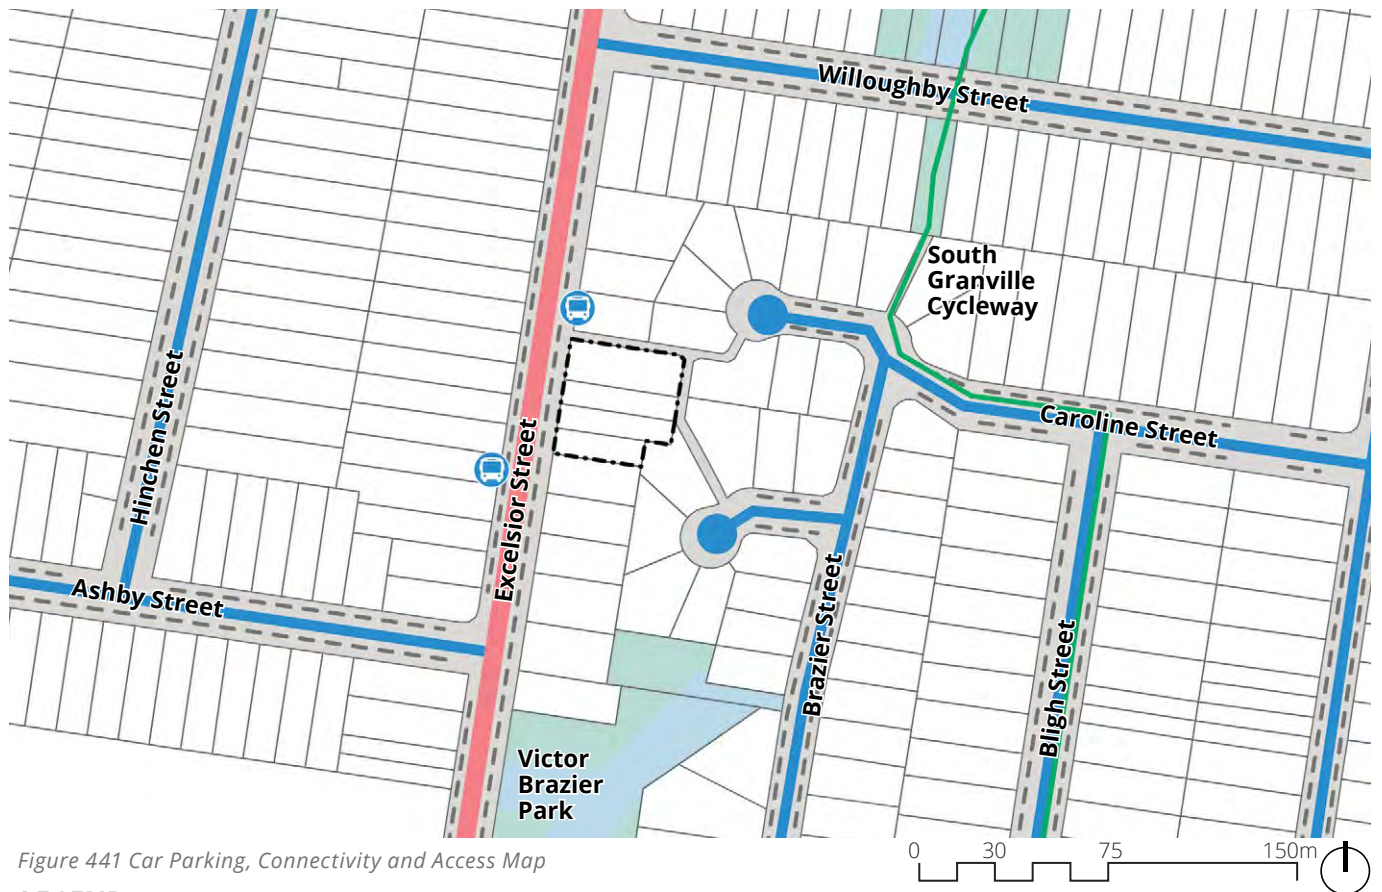 Willoughby Street
South
Granville
Cycleway
Hinchen Street
Caroline Street
Excelsior Street
Ashby Street
Brazier Street
Bligh Street
Victor
Brazier
Park
Figure 441 Car Parking, Connectivity and Access Map
0 30 75 150m